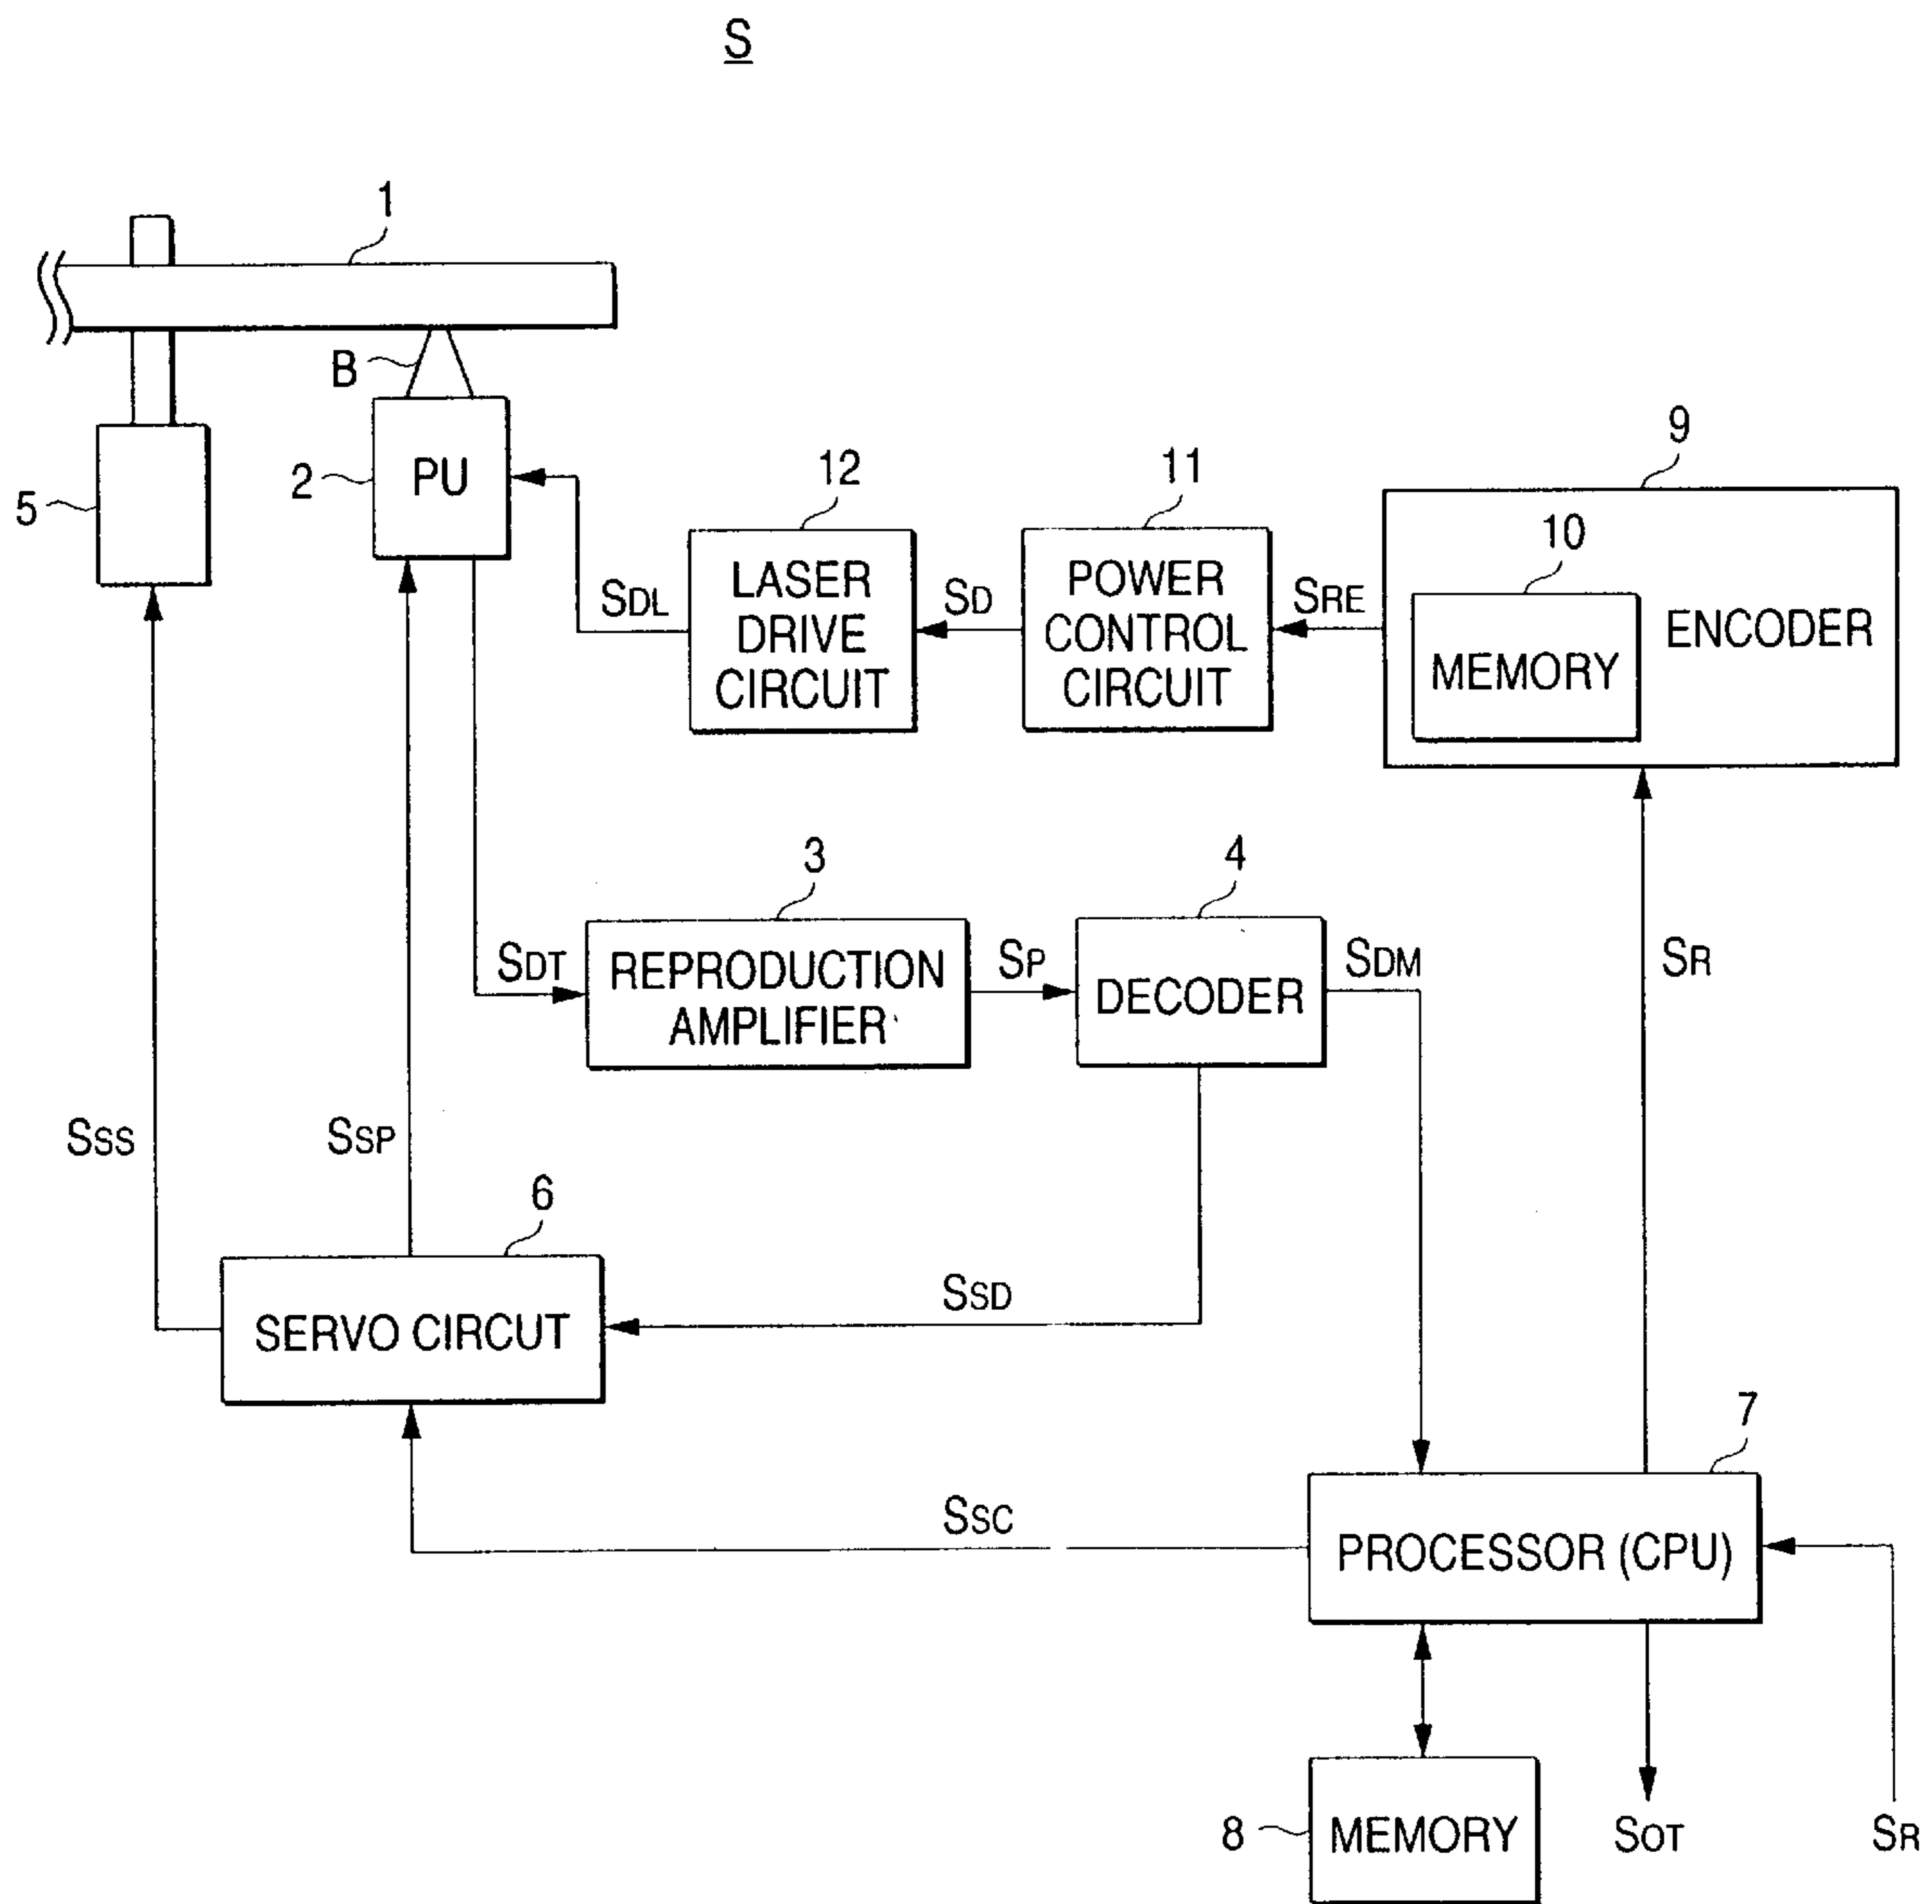 S
1
B
2
PU
5
12
11
9
10
LASER
DRIVE
CIRCUIT
POWER
CONTROL
CIRCUIT
MEMORY
ENCODER
SDL
SD
SRE
3
4
SDT
REPRODUCTION
AMPLIFIER
SP
DECODER
SDM
SR
SSS
SSP
6
SERVO CIRCUT
SSD
7
SSC
PROCESSOR (CPU)
8
MEMORY
SOT
SR